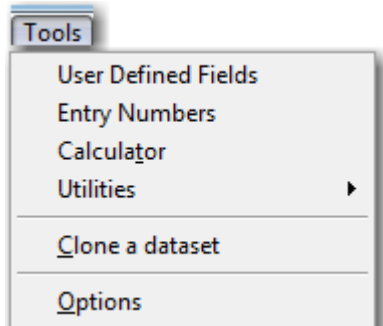 Tools
User Defined Fields
Entry Numbers
Calculator
Utilities
Clone a dataset
Options